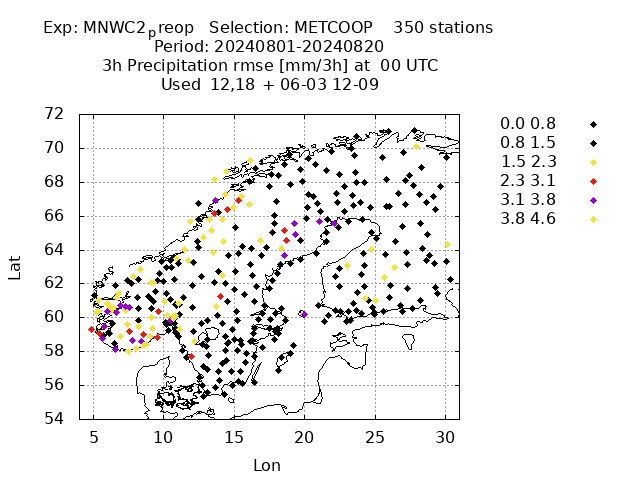 Exp: MNWC2_preop Selection: METCOOP 350 stations
Period: 20240801-20240820
3h Precipitation rmse [mm/3h] at 00 UTC
Used 12,18 + 06-03 12-09
72
70
68
66
64
62
60
58
56
54
Lat
5 10 15 20 25 30
Lon
0.0 0.8
0.8 1.5
1.5 2.3
2.3 3.1
3.1 3.8
3.8 4.6